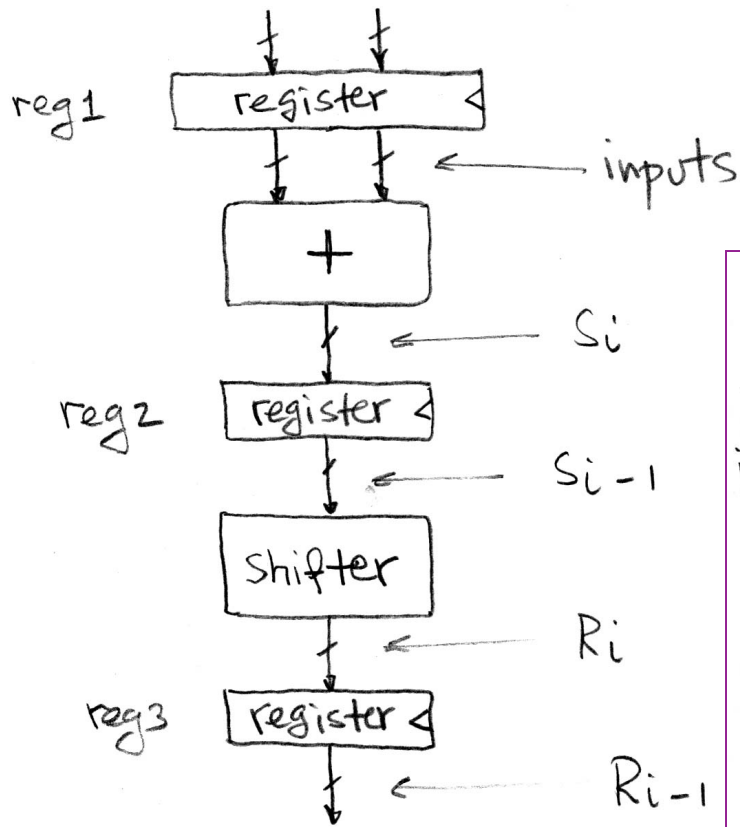 reg1
register
inputs
+
Si
reg2
register
Si-1
Shifter
Ri
reg3
register
Ri-1